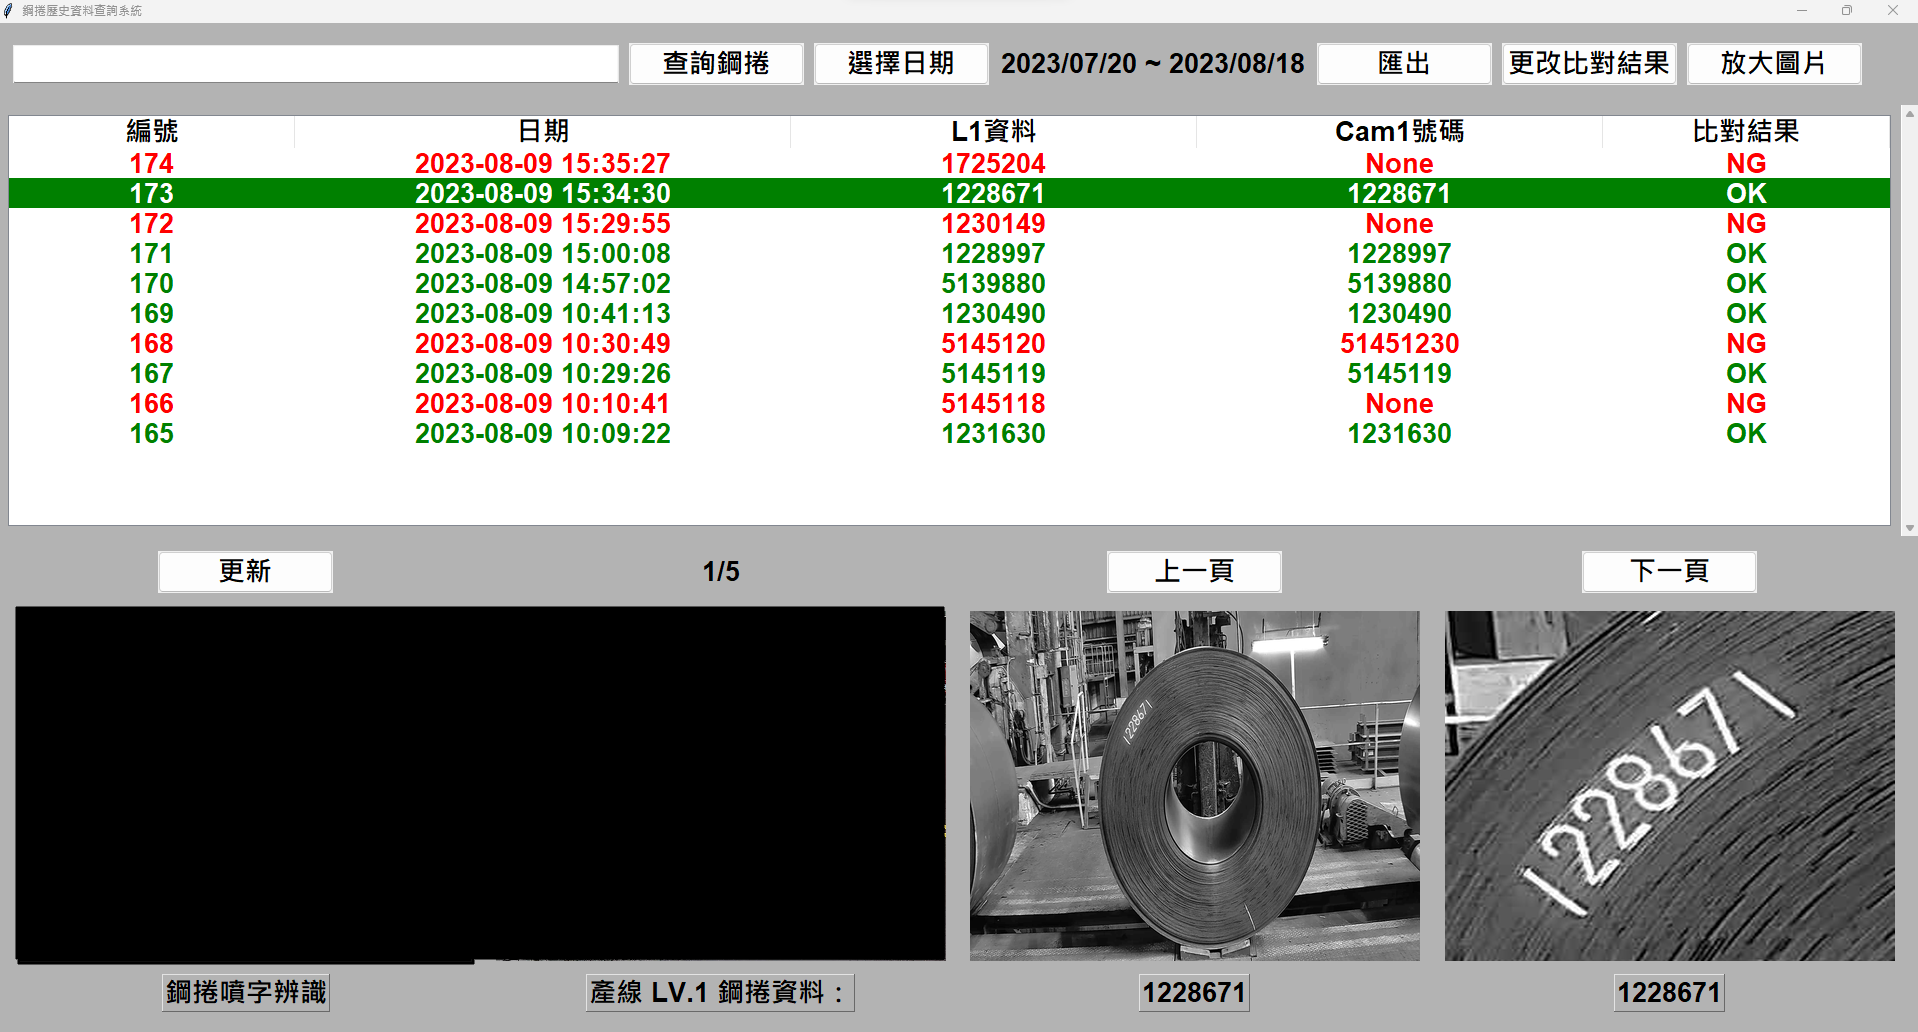 鋼捲歷史資料查詢系統
查詢鋼捲 選擇日期 2023/07/20 ~ 2023/08/18 匯出 更改比對結果 放大圖片
編號 日期 L1資料 Cam1號碼 比對結果
174 2023-08-09 15:35:27 1725204 None NG
173 2023-08-09 15:34:30 1228671 1228671 OK
172 2023-08-09 15:29:55 1230149 None NG
171 2023-08-09 15:00:08 1228997 1228997 OK
170 2023-08-09 14:57:02 5139880 5139880 OK
169 2023-08-09 10:41:13 1230490 1230490 OK
168 2023-08-09 10:30:49 5145120 51451230 NG
167 2023-08-09 10:29:26 5145119 5145119 OK
166 2023-08-09 10:10:41 5145118 None NG
165 2023-08-09 10:09:22 1231630 1231630 OK
更新 1/5 上一頁 下一頁
1228671
1228671
鋼捲噴字辨識 產線 LV.1 鋼捲資料： 1228671 1228671